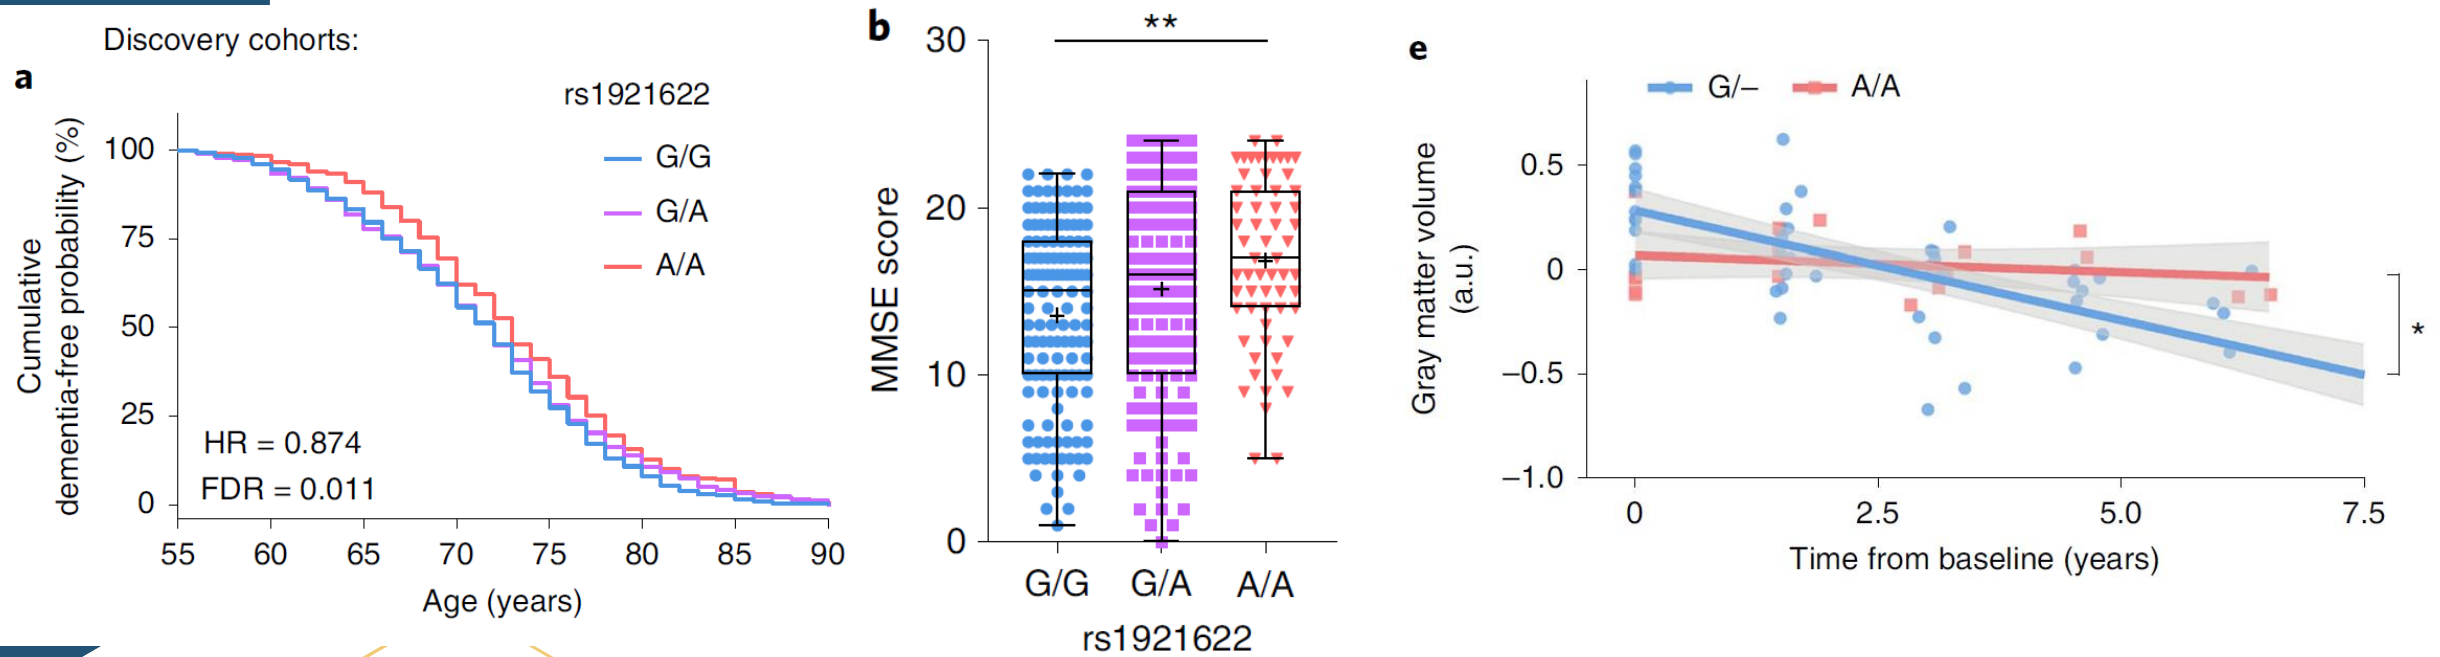 Discovery cohorts:
a
rs1921622
G/G
G/A
A/A
Cumulative
dementia-free probability (%)
100
75
50
25
0
HR = 0.874
FDR = 0.011
55 60 65 70 75 80 85 90
Age (years)
b
**
MMSE score
30
20
10
0
G/G G/A A/A
rs1921622
e
G/– A/A
Gray matter volume
(a.u.)
0.5
0
–0.5
–1.0
*
0 2.5 5.0 7.5
Time from baseline (years)